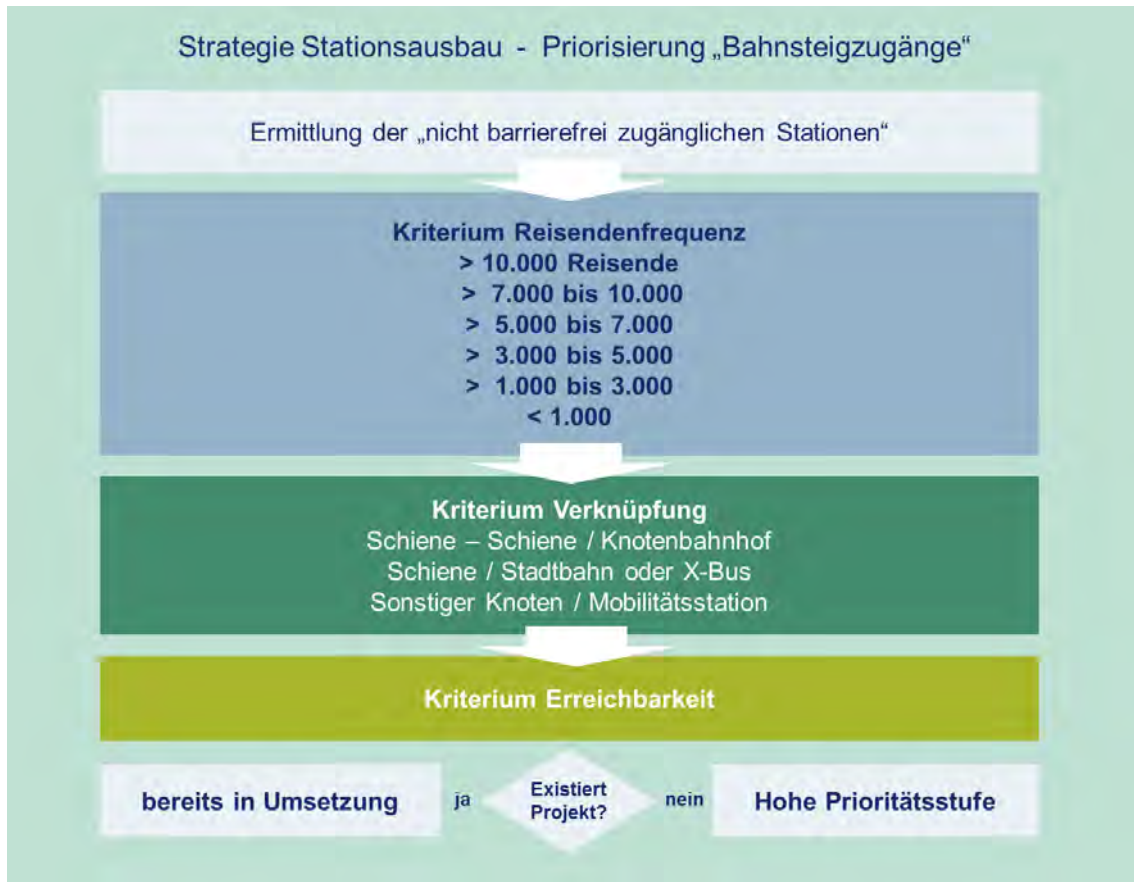 Strategie Stationsausbau - Priorisierung „Bahnsteigzugänge“
Ermittlung der „nicht barrierefrei zugänglichen Stationen“
Kriterium Reisendenfrequenz
> 10.000 Reisende
> 7.000 bis 10.000
> 5.000 bis 7.000
> 3.000 bis 5.000
> 1.000 bis 3.000
< 1.000
Kriterium Verknüpfung
Schiene – Schiene / Knotenbahnhof
Schiene / Stadtbahn oder X-Bus
Sonstiger Knoten / Mobilitätsstation
Kriterium Erreichbarkeit
bereits in Umsetzung
ja
Existiert
Projekt?
nein
Hohe Prioritätsstufe